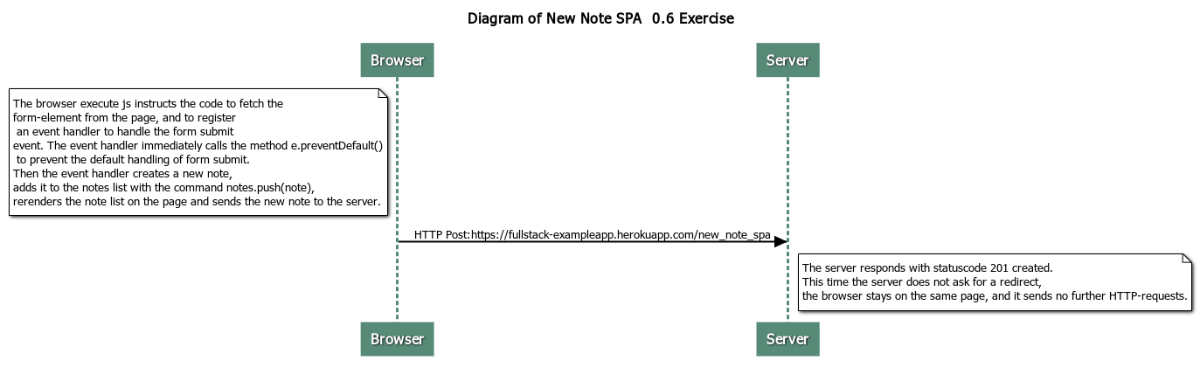 Diagram of New Note SPA  0.6 Exercise
Browser
Server
The browser execute js instructs the code to fetch the
form-element from the page, and to register
an event handler to handle the form submit
event. The event handler immediately calls the method e.preventDefault()
to prevent the default handling of form submit.
Then the event handler creates a new note,
adds it to the notes list with the command notes.push(note),
rerenders the note list on the page and sends the new note to the server.
HTTP Post:https://fullstack-exampleapp.herokuapp.com/new_note_spa
The server responds with statuscode 201 created.
This time the server does not ask for a redirect,
the browser stays on the same page, and it sends no further HTTP-requests.
Browser
Server